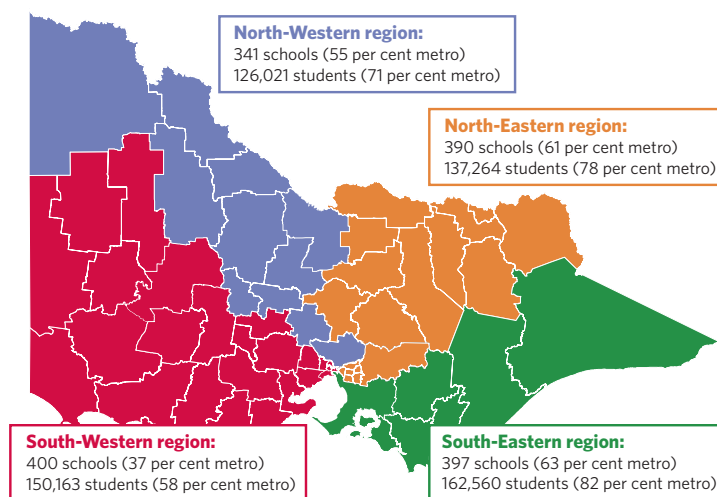 North-Western region:
341 schools (55 per cent metro)
126,021 students (71 per cent metro)
North-Eastern region:
390 schools (61 per cent metro)
137,264 students (78 per cent metro)
South-Western region:
400 schools (37 per cent metro)
150,163 students (58 per cent metro)
South-Eastern region:
397 schools (63 per cent metro)
162,560 students (82 per cent metro)